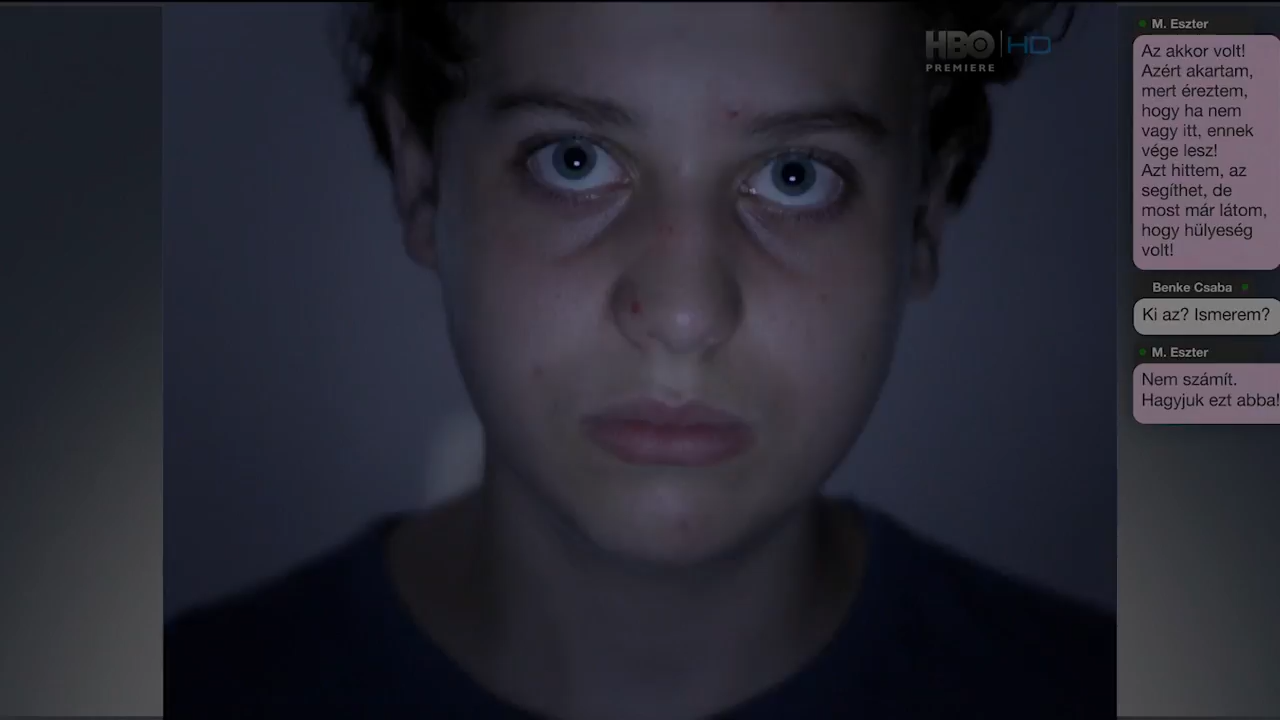 HBO HD
PREMIERE
M. Eszter
Az akkor volt!
Azért akartam,
mert éreztem,
hogy ha nem
vagy itt, ennek
vége lesz!
Azt hittem, az
segíthet, de
most már látom,
hogy hülyeség
volt!
Benke Csaba
Ki az? Ismerem?
M. Eszter
Nem számít.
Hagyjuk ezt abba!